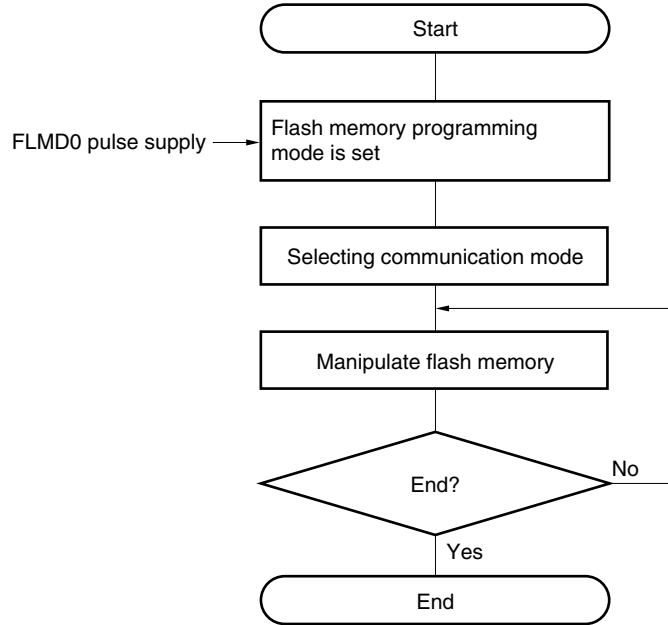 Start
FLMD0 pulse supply
Flash memory programming
mode is set
Selecting communication mode
Manipulate flash memory
End?
No
Yes
End